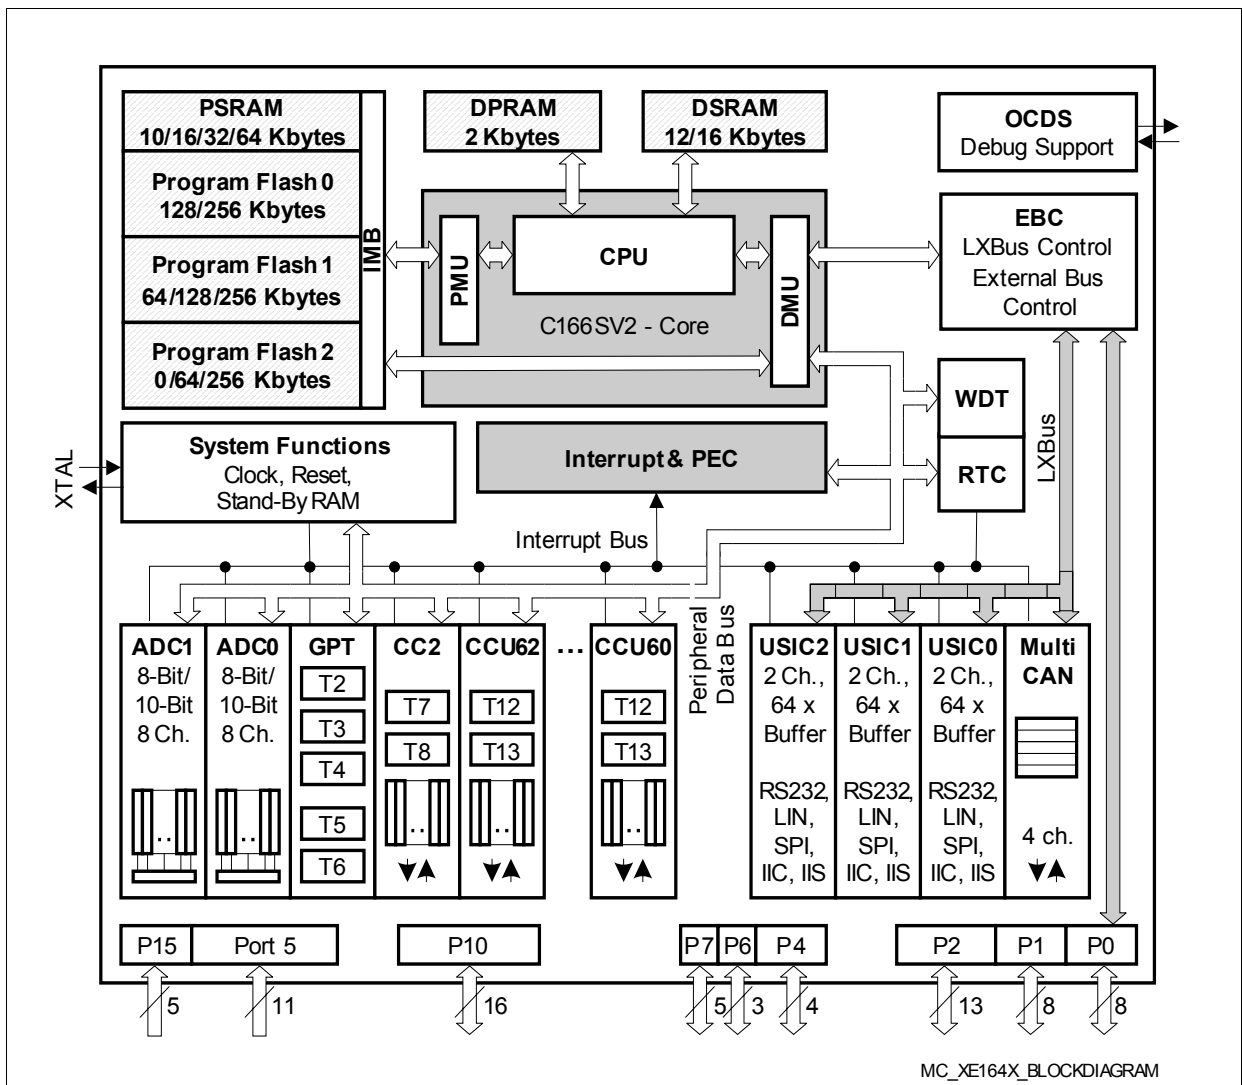 PSRAM
10/16/32/64 Kbytes
Program Flash 0
128/256 Kbytes
Program Flash 1
64/128/256 Kbytes
Program Flash 2
0/64/256 Kbytes
IMB
DPRAM
2 Kbytes
DSRAM
12/16 Kbytes
OCDS
Debug Support
PMU
CPU
DMU
C166SV2 - Core
EBC
LXBus Control
External Bus
Control
WDT
RTC
LXBus
XTAL
System Functions
Clock, Reset,
Stand-By RAM
Interrupt & PEC
Interrupt Bus
Peripheral
Data Bus
ADC1
8-Bit/
10-Bit
8 Ch.
ADC0
8-Bit/
10-Bit
8 Ch.
GPT
T2
T3
T4
T5
T6
CC2
T7
T8
CCU62
T12
T13
...
CCU60
T12
T13
USIC2
2 Ch.,
64 x
Buffer
RS232,
LIN,
SPI,
IIC, IIS
USIC1
2 Ch.,
64 x
Buffer
RS232,
LIN,
SPI,
IIC, IIS
USIC0
2 Ch.,
64 x
Buffer
RS232,
LIN,
SPI,
IIC, IIS
Multi
CAN
4 ch.
P15
Port 5
P10
P7
P6
P4
P2
P1
P0
5
11
16
5
3
4
13
8
8
MC_XE164X_BLOCKDIAGRAM